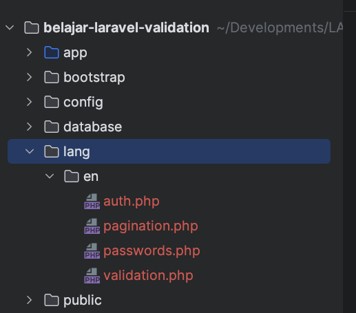 belajar-laravel-validation ~/Developments/LA
app
bootstrap
config
database
lang
en
PHP auth.php
PHP pagination.php
PHP passwords.php
PHP validation.php
public